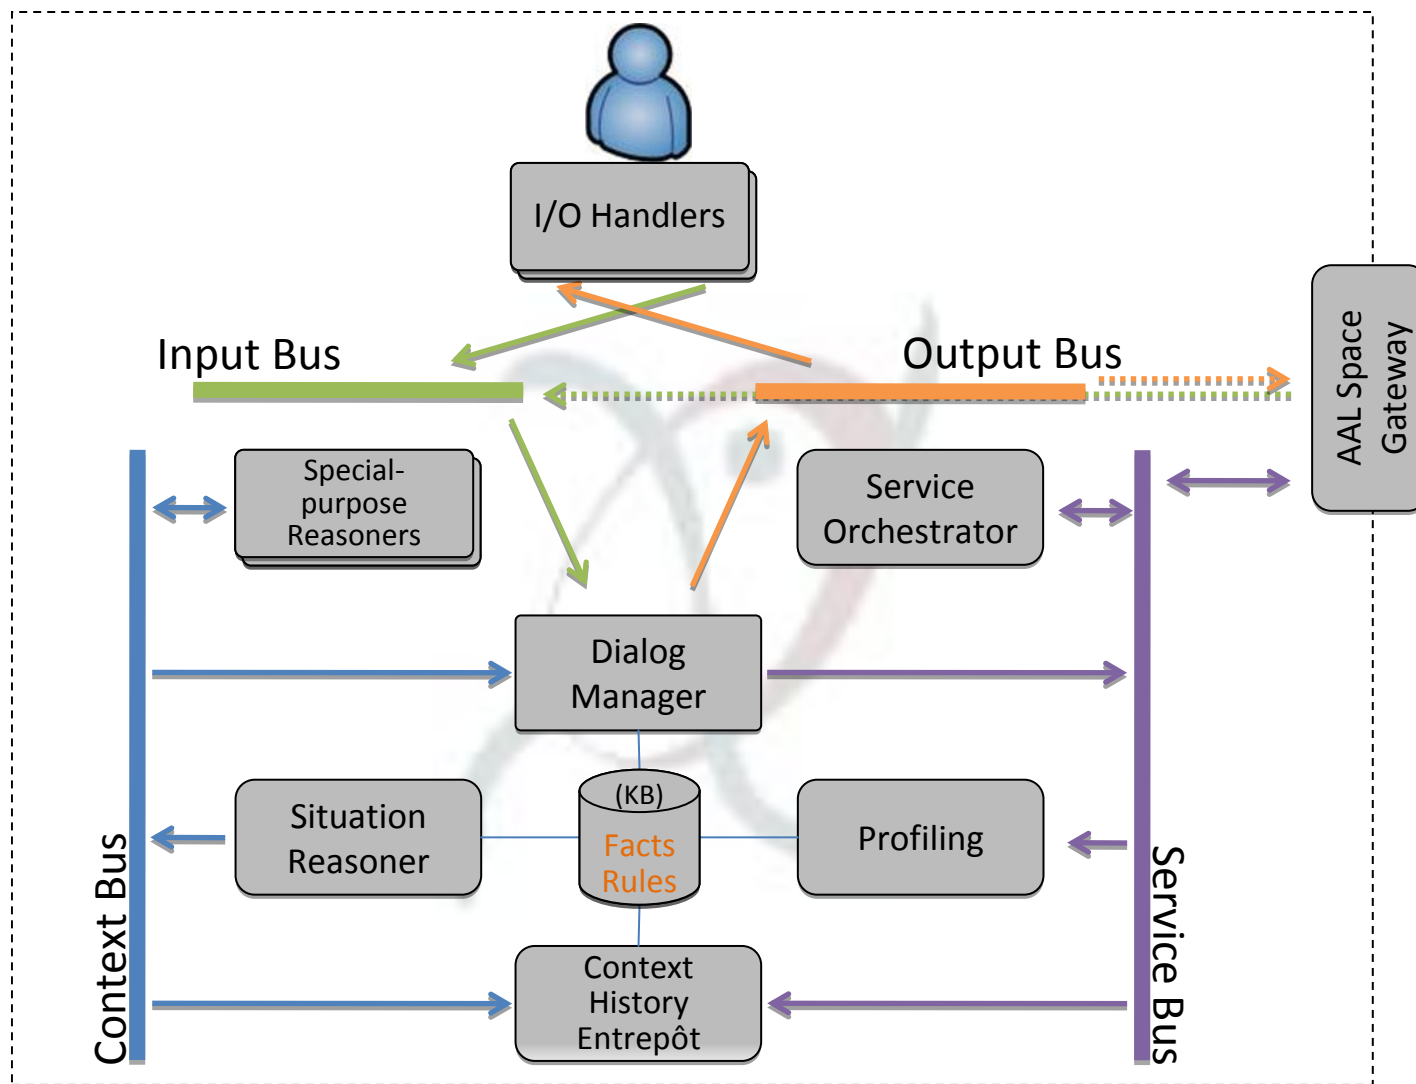 I/O Handlers
Input Bus
Output Bus
AAL Space
Gateway
Special-
purpose
Reasoners
Service
Orchestrator
Dialog
Manager
(KB)
Facts
Rules
Situation
Reasoner
Profiling
Context Bus
Service Bus
Context
History
Entrepôt